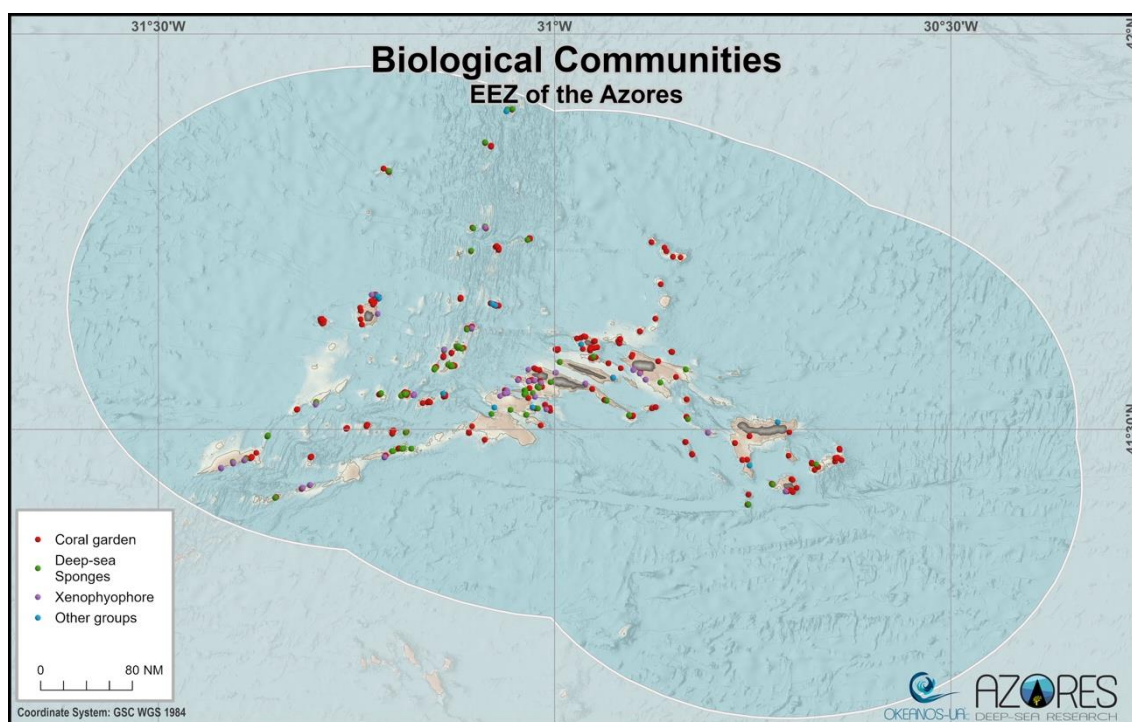 31°30'W
31°W
30°30'W
42°N
Biological Communities
EEZ of the Azores
41°30'N
Coral garden
Deep-sea
Sponges
Xenophyophore
Other groups
0
80 NM
Coordinate System: GSC WGS 1984
OKEANOS-UAc
AZORES
DEEP-SEA RESEARCH